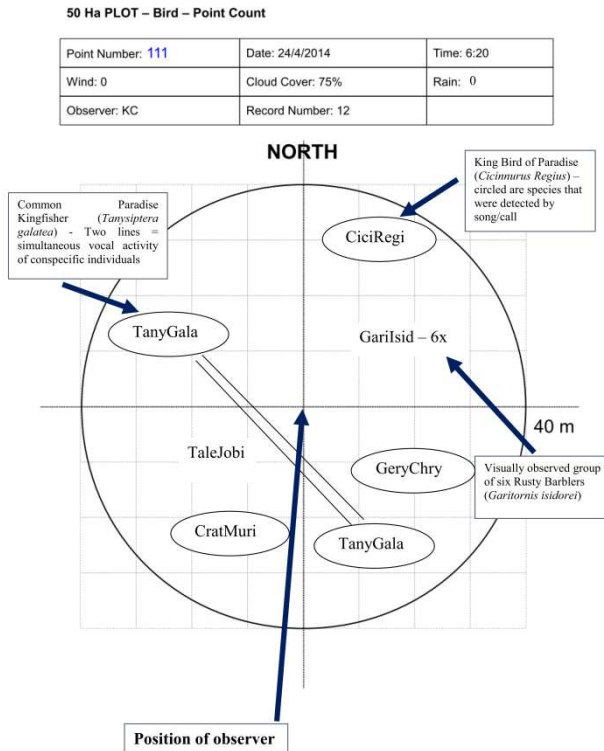 50 Ha PLOT – Bird – Point Count
Point Number: 111
Date: 24/4/2014
Time: 6:20
Wind: 0
Cloud Cover: 75%
Rain: 0
Observer: KC
Record Number: 12
NORTH
King Bird of Paradise
(Cicinnurus Regius) –
circled are species that
were detected by
song/call
Common Paradise
Kingfisher (Tanysiptera
galatea) - Two lines =
simultaneous vocal activity
of conspecific individuals
CiciRegi
TanyGala
GariIsid – 6x
40 m
TaleJobi
GeryChry
Visually observed group
of six Rusty Barblers
(Garitornis isidorei)
CratMuri
TanyGala
Position of observer